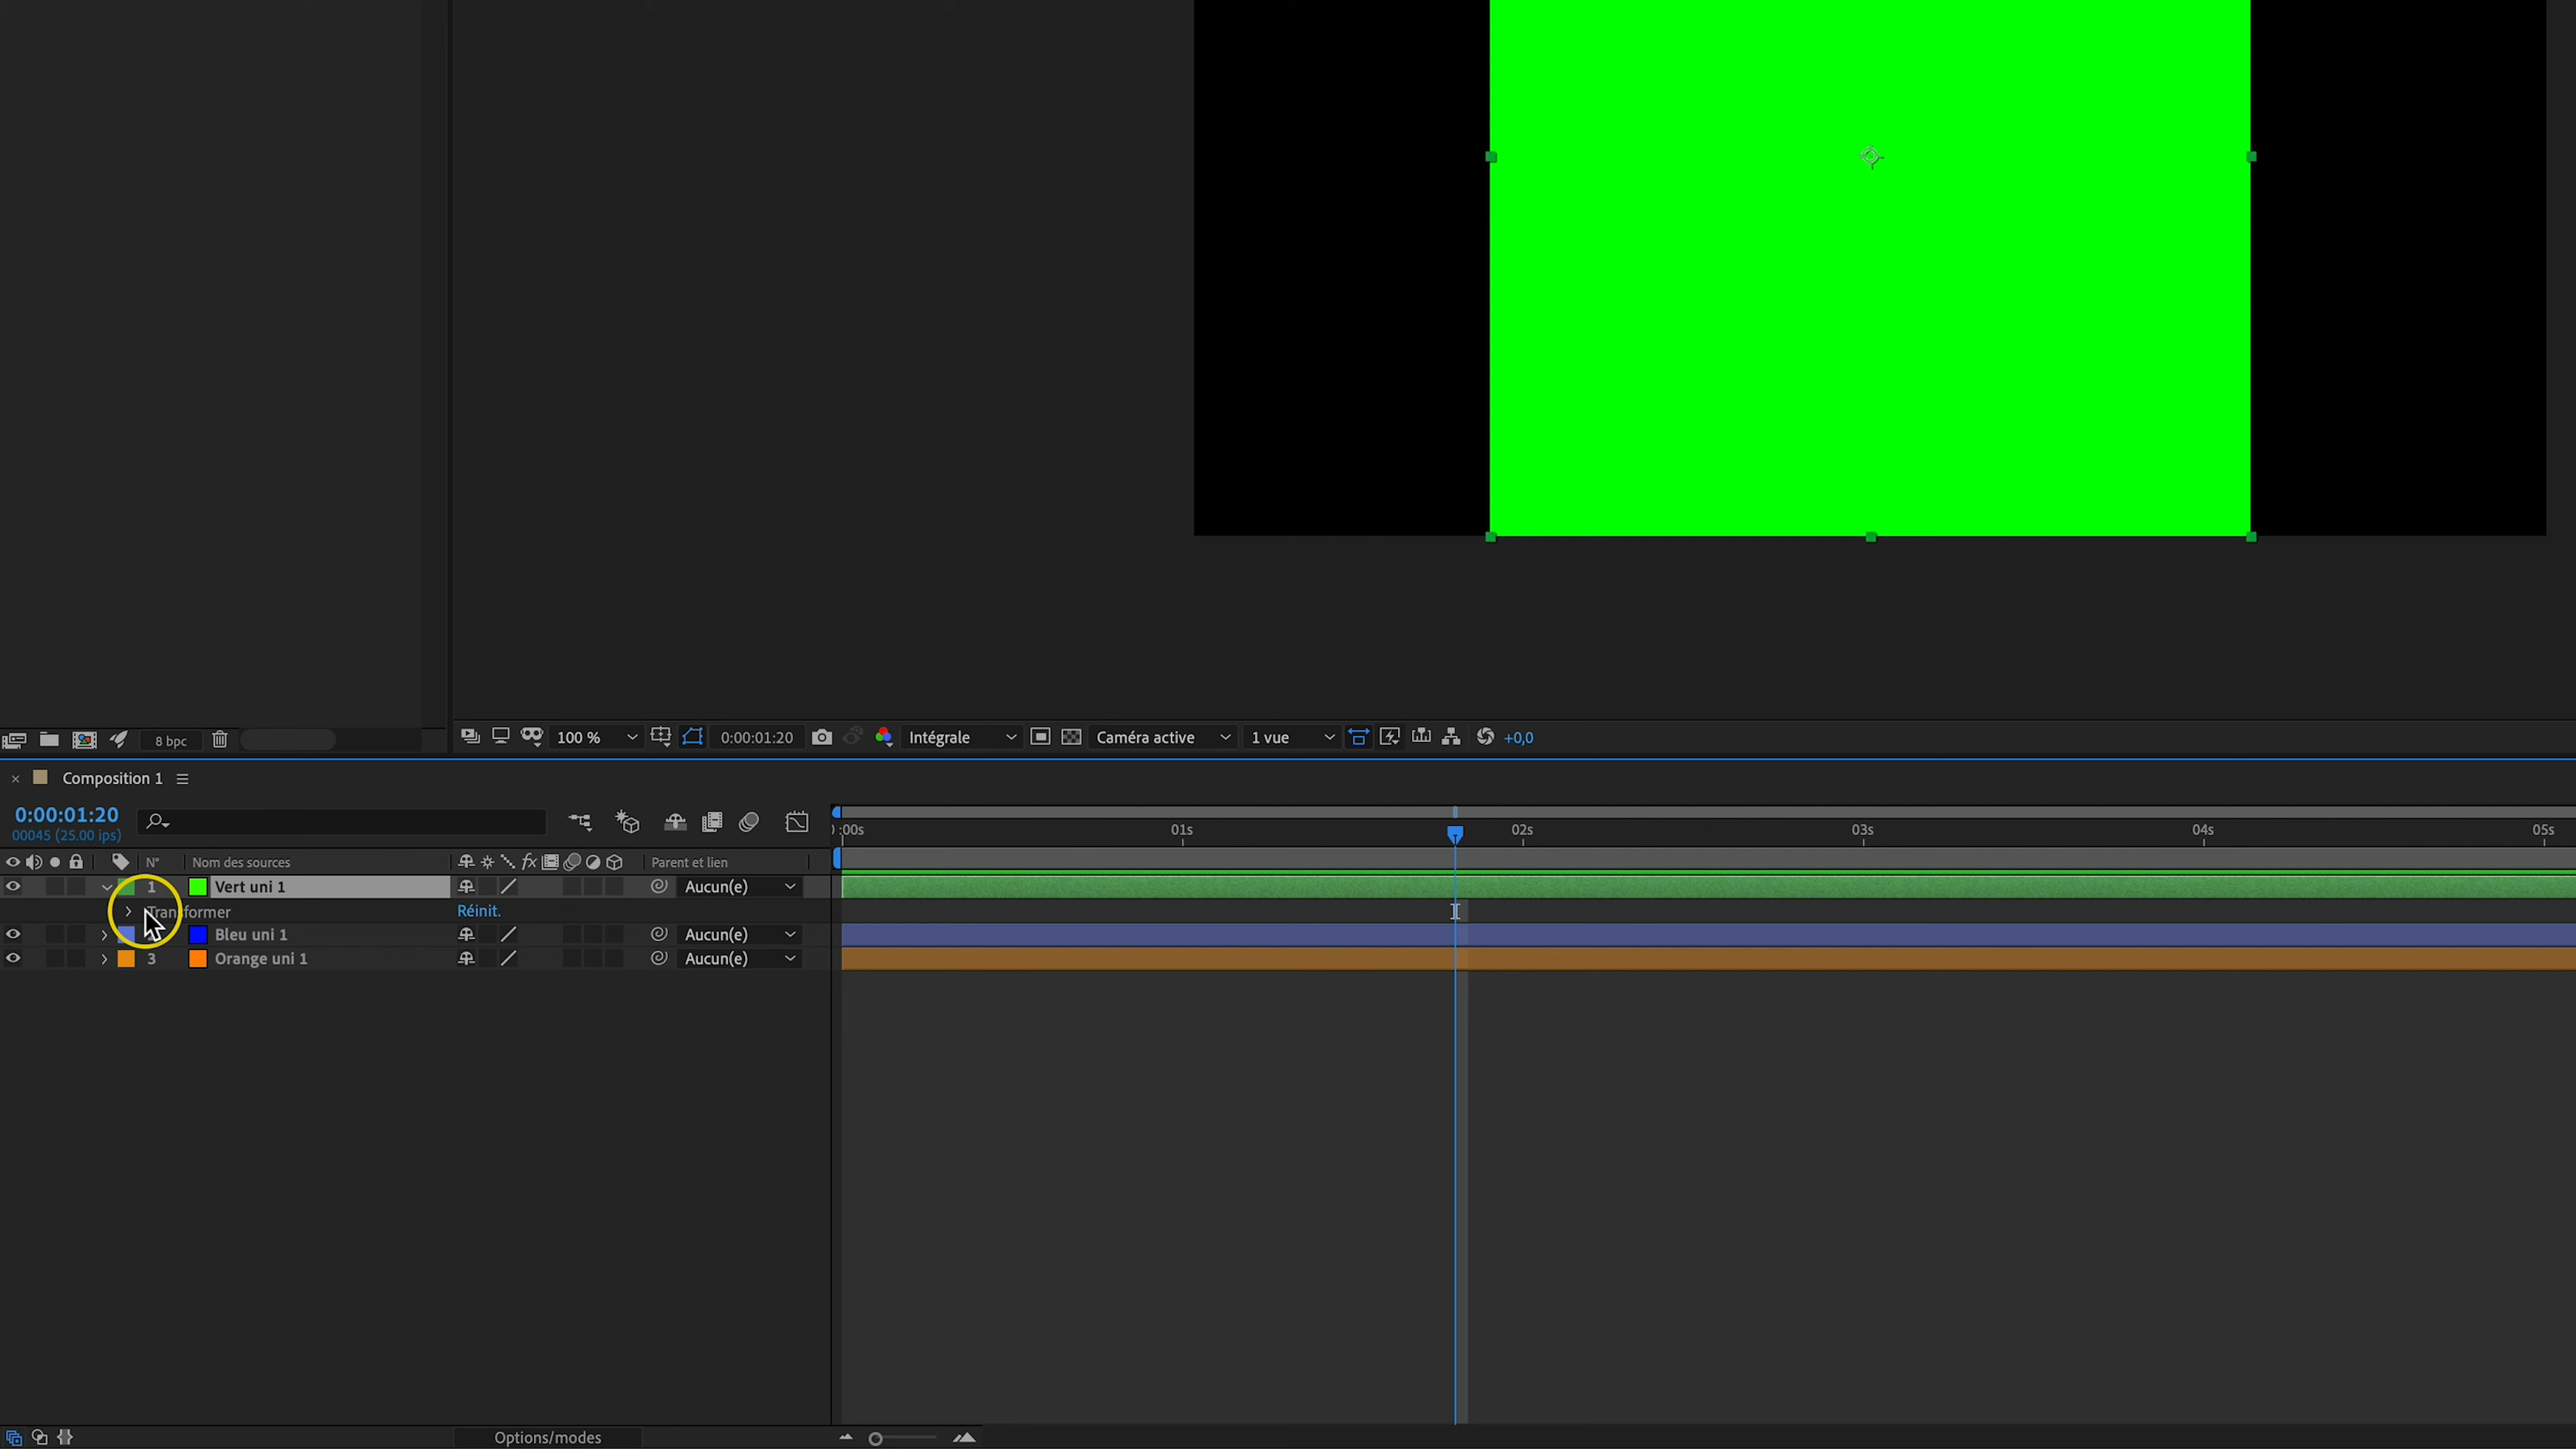 8 bpc
100 %
0:00:01:20
Intégrale
Caméra active
1 vue
+0,0
Composition 1
0:00:01:20
00045 (25.00 ips)
:00s
01s
02s
03s
04s
05s
N°
Nom des sources
fx
Parent et lien
1
Vert uni 1
Aucun(e)
Transformer
Réinit.
Bleu uni 1
Aucun(e)
3
Orange uni 1
Aucun(e)
Options/modes